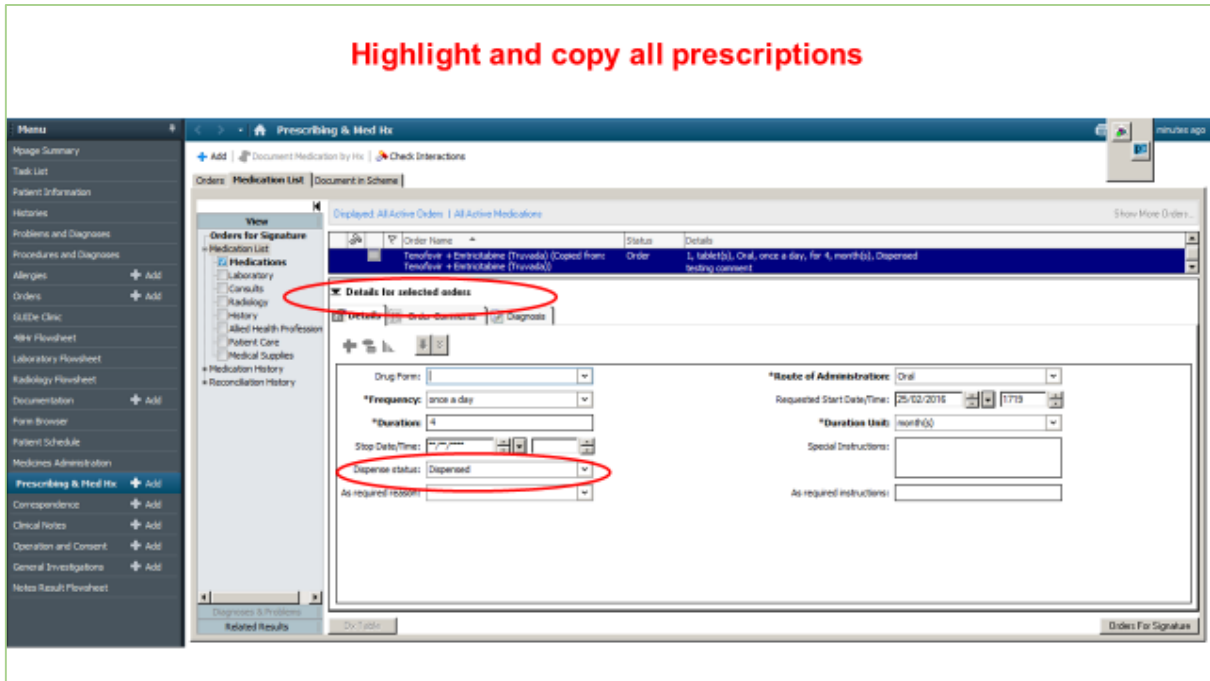 Highlight and copy all prescriptions
Menu
Prescribing & Med Hx
minutes ago
Mpage Summary
Task List
Patient Information
Histories
Problems and Diagnoses
Procedures and Diagnoses
Allergies + Add
Orders + Add
GUIDe Clinic
48Hr Flowsheet
Laboratory Flowsheet
Radiology Flowsheet
Documentation + Add
Form Browser
Patient Schedule
Medicines Administration
Prescribing & Med Hx + Add
Correspondence + Add
Clinical Notes + Add
Operation and Consent + Add
General Investigations + Add
Notes Result Flowsheet
+ Add | Document Medication by Hx | Check Interactions
Orders Medication List Document in Scheme
View
Orders for Signature
Medication List
Medications
Laboratory
Consults
Radiology
History
Allied Health Profession
Patient Care
Medical Supplies
Medication History
Reconciliation History
Diagnoses & Problems
Related Results
Displayed: All Active Orders | All Active Medications
Show More Orders...
Order Name Status Details
Tenofovir + Emtricitabine (Truvada) (Copied from: Order 1, tablet(s), Oral, once a day, for 4, month(s), Dispensed
Tenofovir + Emtricitabine (Truvada)) testing comment
Details for selected orders
Details Order Comments Diagnosis
Drug Form: *Route of Administration: Oral
*Frequency: once a day Requested Start Date/Time: 25/02/2016 1719
*Duration: 4 *Duration Unit: month(s)
Stop Date/Time: **/**/**** Special Instructions:
Dispense status: Dispensed
As required reason: As required instructions:
Dx Table
Orders For Signature